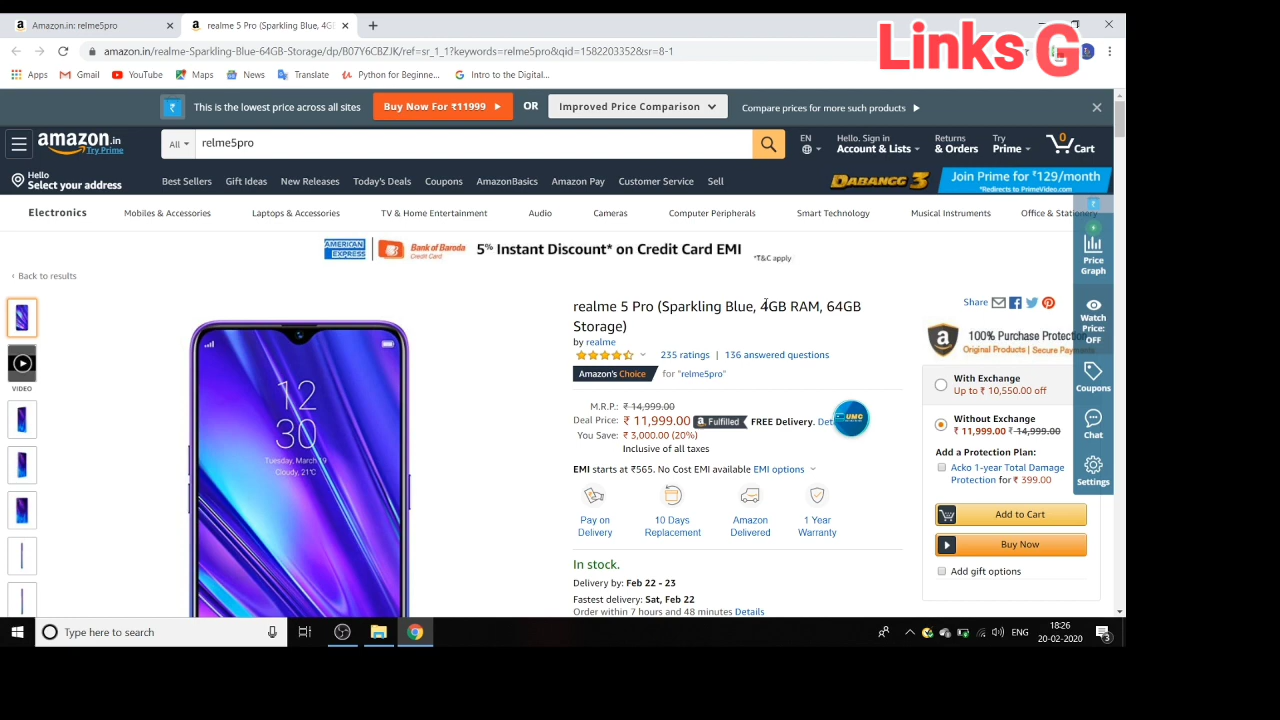 Links G
Amazon.in: relme5pro
realme 5 Pro (Sparkling Blue, 4G
amazon.in/realme-Sparkling-Blue-64GB-Storage/dp/B07Y6CBZJK/ref=sr_1_1?keywords=relme5pro&qid=1582203352&sr=8-1
Apps Gmail YouTube Maps News Translate Python for Beginne... Intro to the Digital...
This is the lowest price across all sites Buy Now For ₹11999 OR Improved Price Comparison Compare prices for more such products
amazon.in
Try Prime
All relme5pro
EN
Hello. Sign in
Account & Lists
Returns
& Orders
Try
Prime
0
Cart
Hello
Select your address
Best Sellers Gift Ideas New Releases Today's Deals Coupons AmazonBasics Amazon Pay Customer Service Sell
DABANGG 3
Join Prime for ₹129/month
*Redirects to PrimeVideo.com
Electronics Mobiles & Accessories Laptops & Accessories TV & Home Entertainment Audio Cameras Computer Peripherals Smart Technology Musical Instruments Office & Stationery
AMERICAN EXPRESS Bank of Baroda Credit Card 5% Instant Discount* on Credit Card EMI *T&C apply
‹ Back to results
VIDEO
12
30
Tuesday, March 19
Cloudy, 21℃
realme 5 Pro (Sparkling Blue, 4GB RAM, 64GB
Storage)
by realme
235 ratings | 136 answered questions
Amazon's Choice for "relme5pro"
M.R.P.: ₹ 14,999.00
Deal Price: ₹ 11,999.00 Fulfilled FREE Delivery. Det
UMC
You Save: ₹ 3,000.00 (20%)
Inclusive of all taxes
EMI starts at ₹565. No Cost EMI available EMI options
Pay on
Delivery
10 Days
Replacement
Amazon
Delivered
1 Year
Warranty
In stock.
Delivery by: Feb 22 - 23
Fastest delivery: Sat, Feb 22
Order within 7 hours and 48 minutes Details
Share
100% Purchase Protection
Original Products | Secure Payments
With Exchange
Up to ₹ 10,550.00 off
Without Exchange
₹ 11,999.00 ₹ 14,999.00
Add a Protection Plan:
Acko 1-year Total Damage
Protection for ₹ 399.00
Add to Cart
Buy Now
Add gift options
Price
Graph
Watch
Price:
OFF
Coupons
Chat
Settings
Type here to search
ENG
18:26
20-02-2020
3